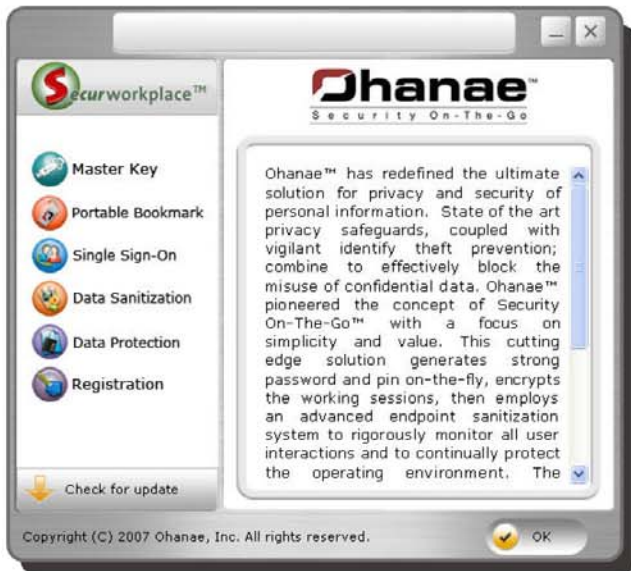 Securworkplace™
Master Key
Portable Bookmark
Single Sign-On
Data Sanitization
Data Protection
Registration
Check for update
Ohanae™
Security On-The-Go
Ohanae™ has redefined the ultimate
solution for privacy and security of
personal information. State of the art
privacy safeguards, coupled with
vigilant identify theft prevention;
combine to effectively block the
misuse of confidential data. Ohanae™
pioneered the concept of Security
On-The-Go™ with a focus on
simplicity and value. This cutting
edge solution generates strong
password and pin on-the-fly, encrypts
the working sessions, then employs
an advanced endpoint sanitization
system to rigorously monitor all user
interactions and to continually protect
the operating environment. The
Copyright (C) 2007 Ohanae, Inc. All rights reserved.
OK